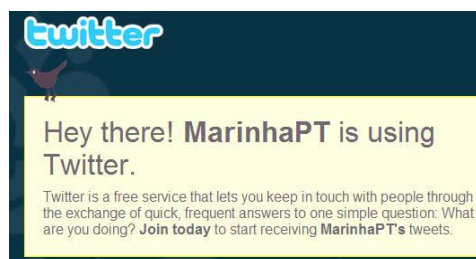 twitter
Hey there! MarinhaPT is using
Twitter.
Twitter is a free service that lets you keep in touch with people through
the exchange of quick, frequent answers to one simple question: What
are you doing? Join today to start receiving MarinhaPT's tweets.